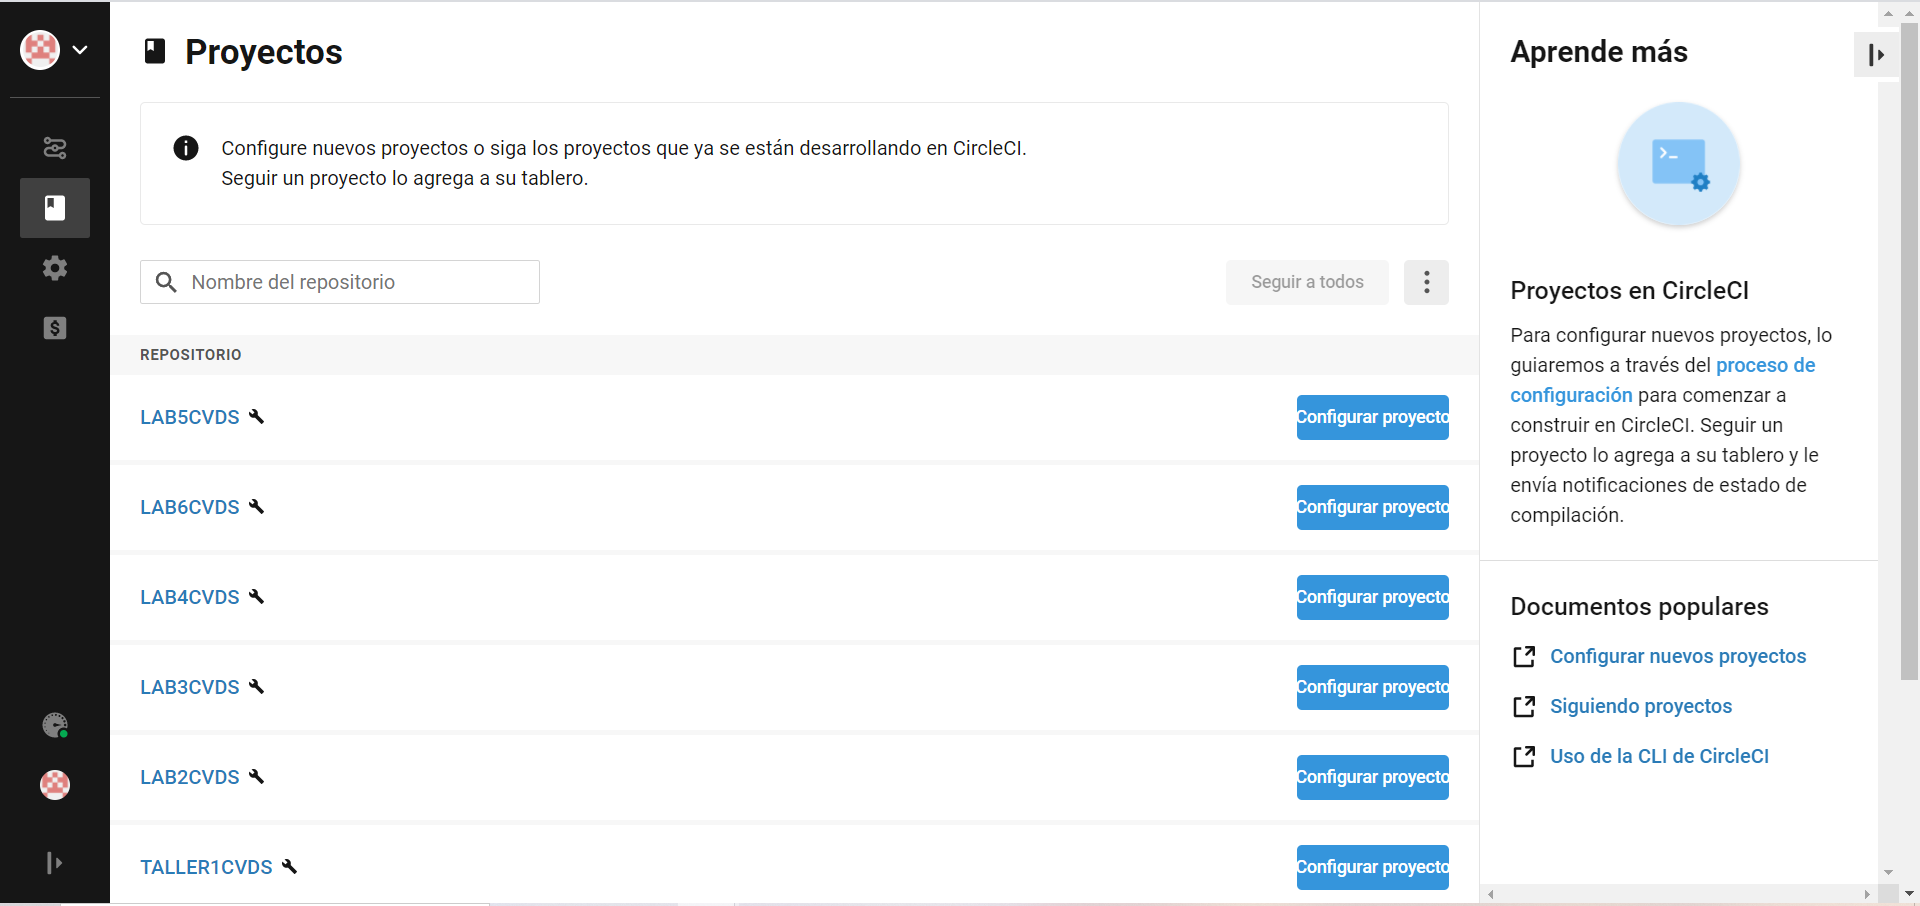 Proyectos
Configure nuevos proyectos o siga los proyectos que ya se están desarrollando en CircleCI.
Seguir un proyecto lo agrega a su tablero.
Nombre del repositorio
Seguir a todos
REPOSITORIO
LAB5CVDS
Configurar proyecto
LAB6CVDS
Configurar proyecto
LAB4CVDS
Configurar proyecto
LAB3CVDS
Configurar proyecto
LAB2CVDS
Configurar proyecto
TALLER1CVDS
Configurar proyecto
Aprende más
Proyectos en CircleCI
Para configurar nuevos proyectos, lo
guiaremos a través del proceso de
configuración para comenzar a
construir en CircleCI. Seguir un
proyecto lo agrega a su tablero y le
envía notificaciones de estado de
compilación.
Documentos populares
Configurar nuevos proyectos
Siguiendo proyectos
Uso de la CLI de CircleCI